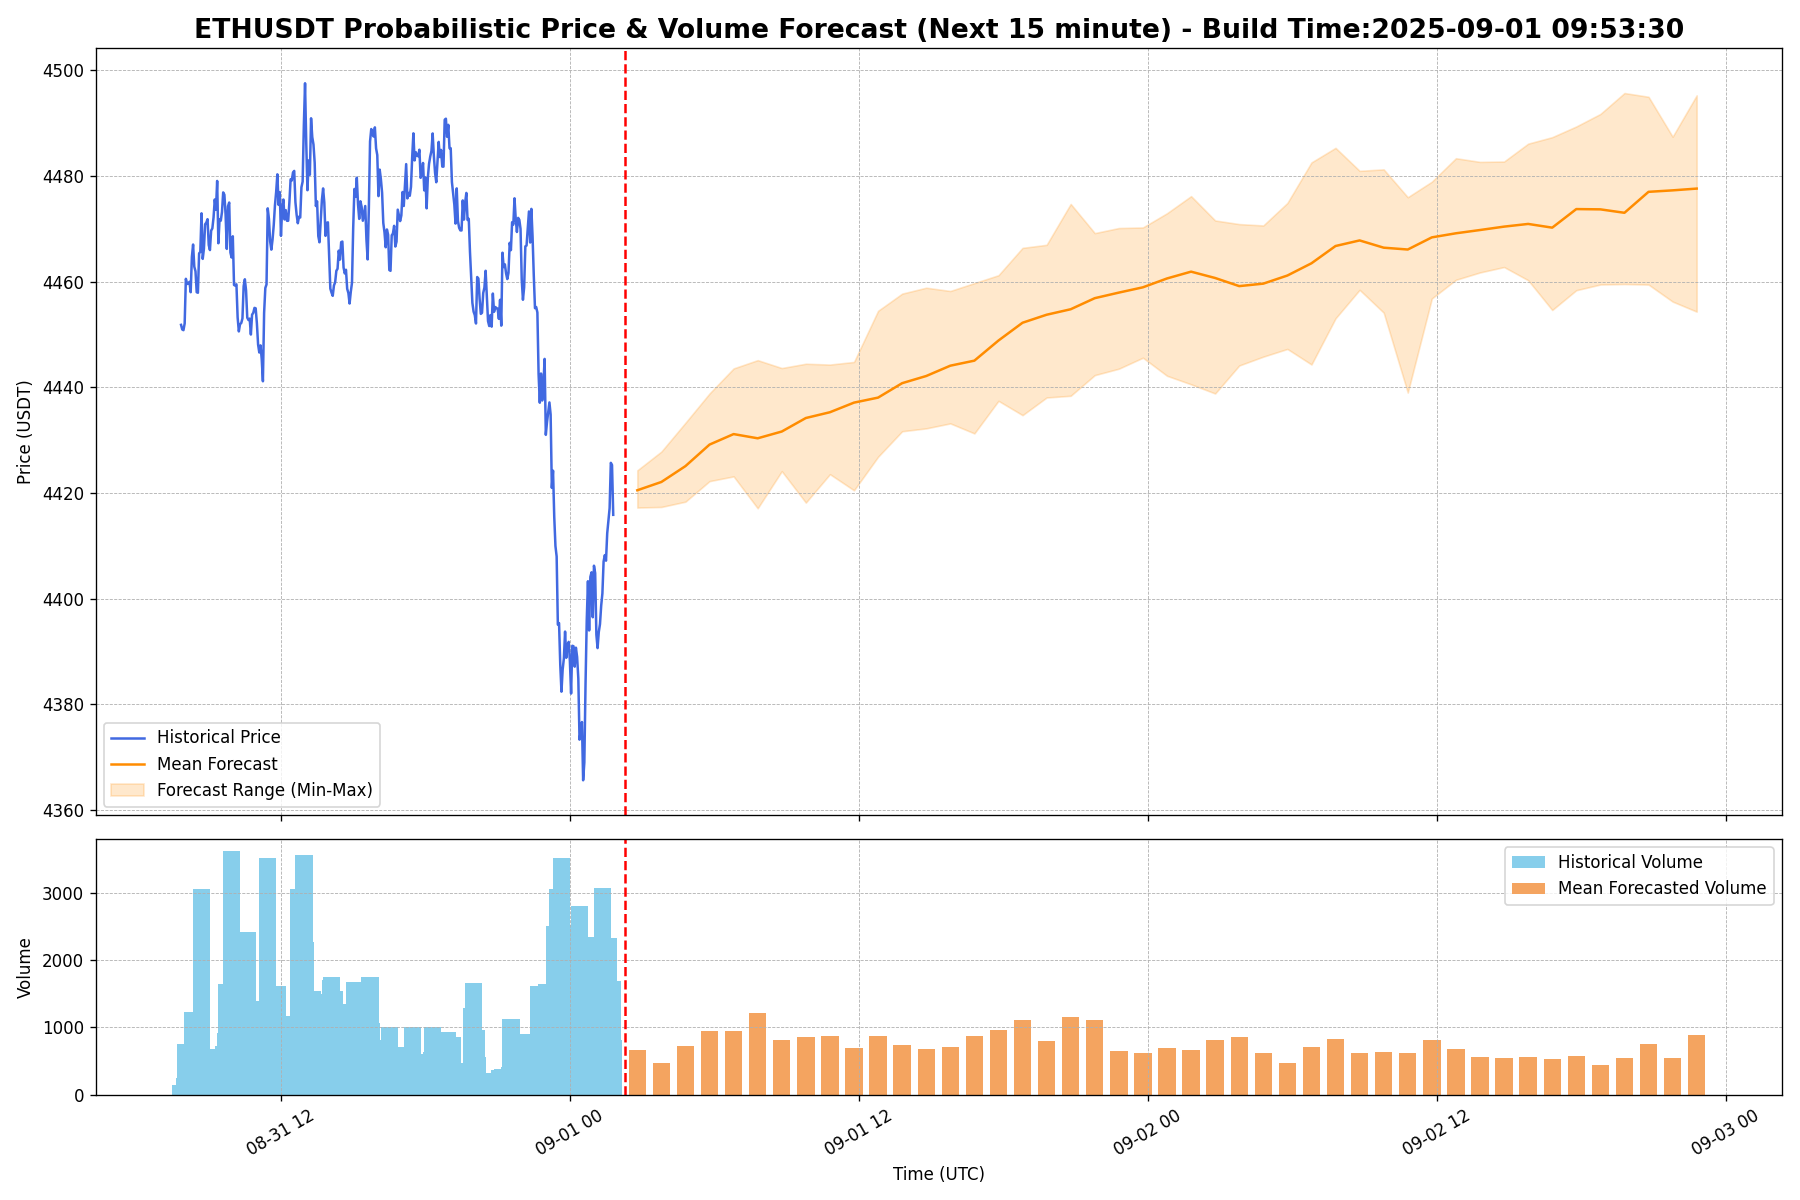 ETHUSDT Probabilistic Price & Volume Forecast (Next 15 minute) - Build Time:2025-09-01 09:53:30
4500
4480
4460
4440
4420
4400
4380
4360
Price (USDT)
Historical Price
Mean Forecast
Forecast Range (Min-Max)
3000
2000
1000
0
Volume
Historical Volume
Mean Forecasted Volume
08-31 12
09-01 00
09-01 12
09-02 00
09-02 12
09-03 00
Time (UTC)